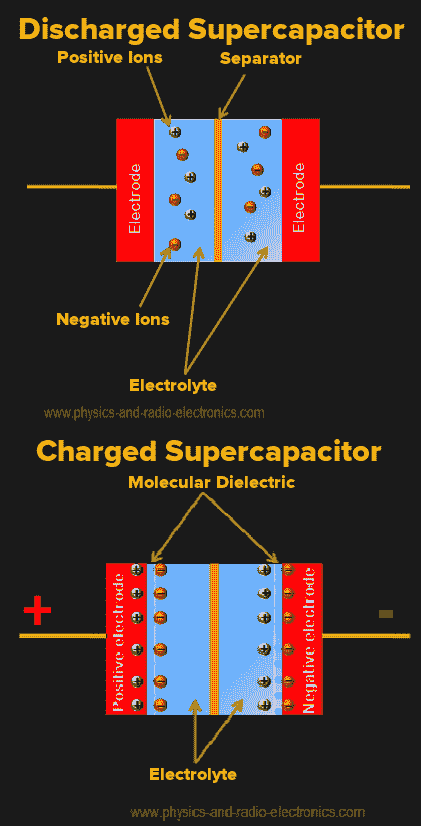 Discharged Supercapacitor
Positive Ions
Separator
Electrode
Electrode
Negative Ions
Electrolyte
www.physics-and-radio-electronics.com
Charged Supercapacitor
Molecular Dielectric
+
Positive electrode
Negative electrode
-
Electrolyte
www.physics-and-radio-electronics.com